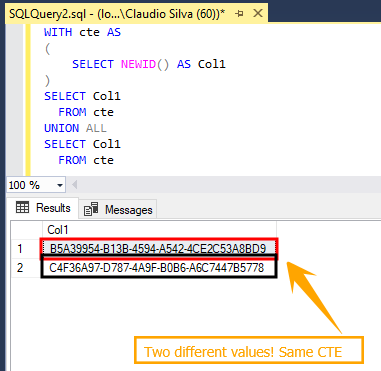 SQLQuery2.sql - (lo...\Claudio Silva (60))*
WITH cte AS
(
SELECT NEWID() AS Col1
)
SELECT Col1
FROM cte
UNION ALL
SELECT Col1
FROM cte
100 %
Results Messages
Col1
1 B5A39954-B13B-4594-A542-4CE2C53A8BD9
2 C4F36A97-D787-4A9F-B0B6-A6C7447B5778
Two different values! Same CTE